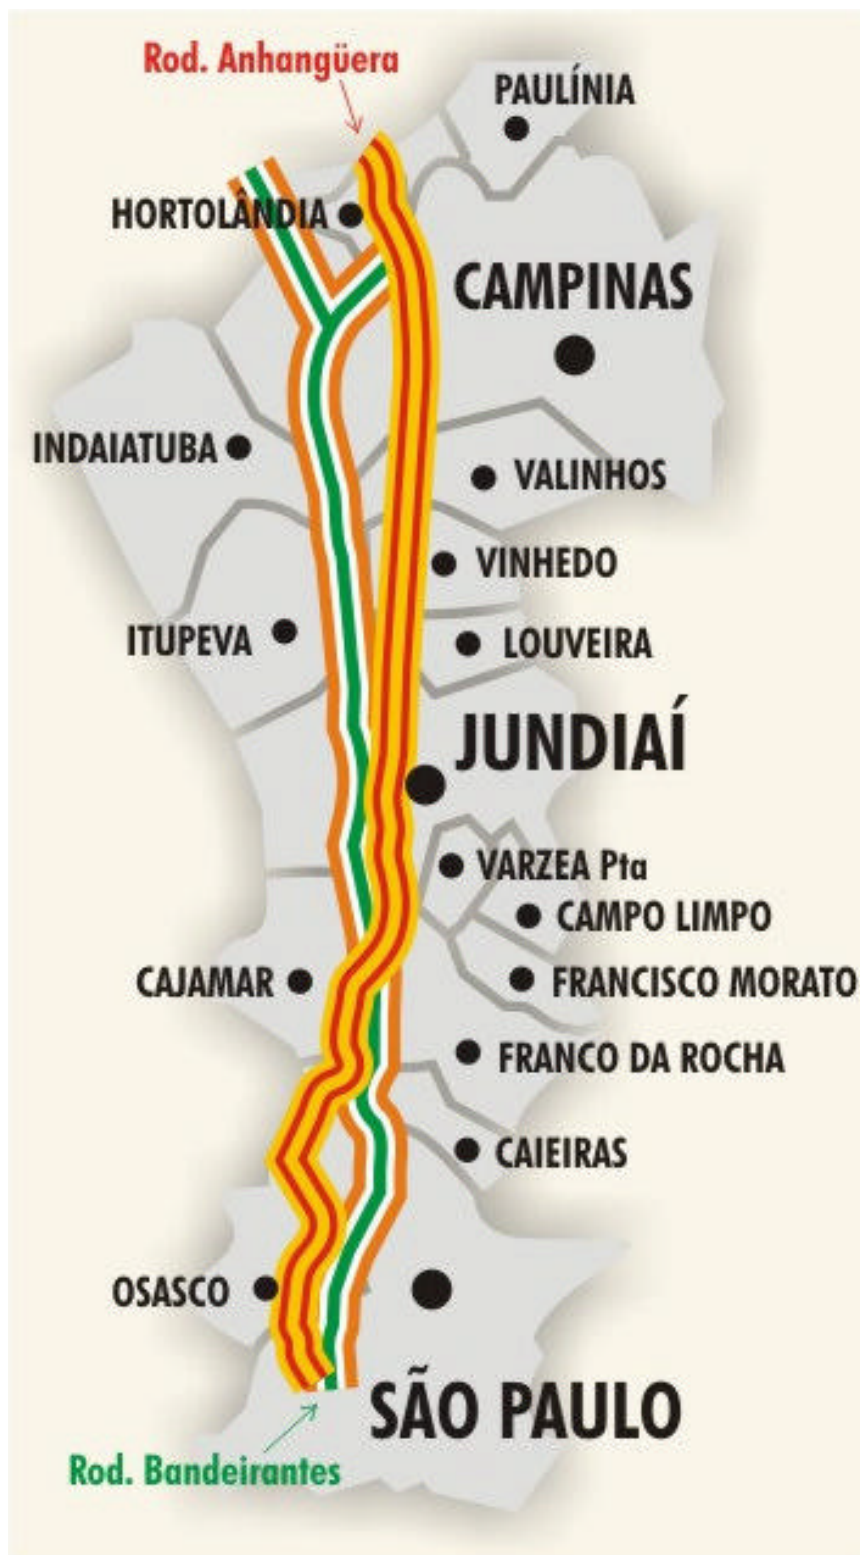 Rod. Anhangüera
PAULÍNIA
HORTOLÂNDIA
CAMPINAS
INDAIATUBA
VALINHOS
VINHEDO
ITUPEVA
LOUVEIRA
JUNDIAÍ
VARZEA Pta
CAMPO LIMPO
CAJAMAR
FRANCISCO MORATO
FRANCO DA ROCHA
CAIEIRAS
OSASCO
SÃO PAULO
Rod. Bandeirantes